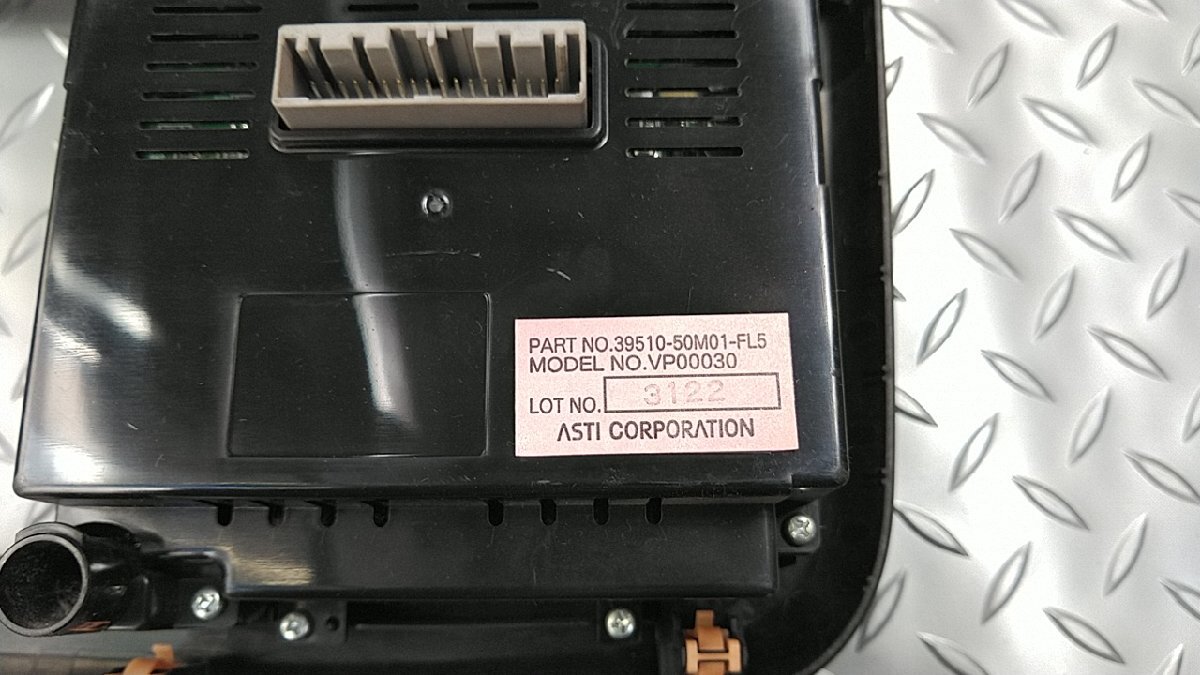 PART NO.39510-50M01-FL5
MODEL NO.VP00030
LOT NO. 3122
ASTI CORPORATION